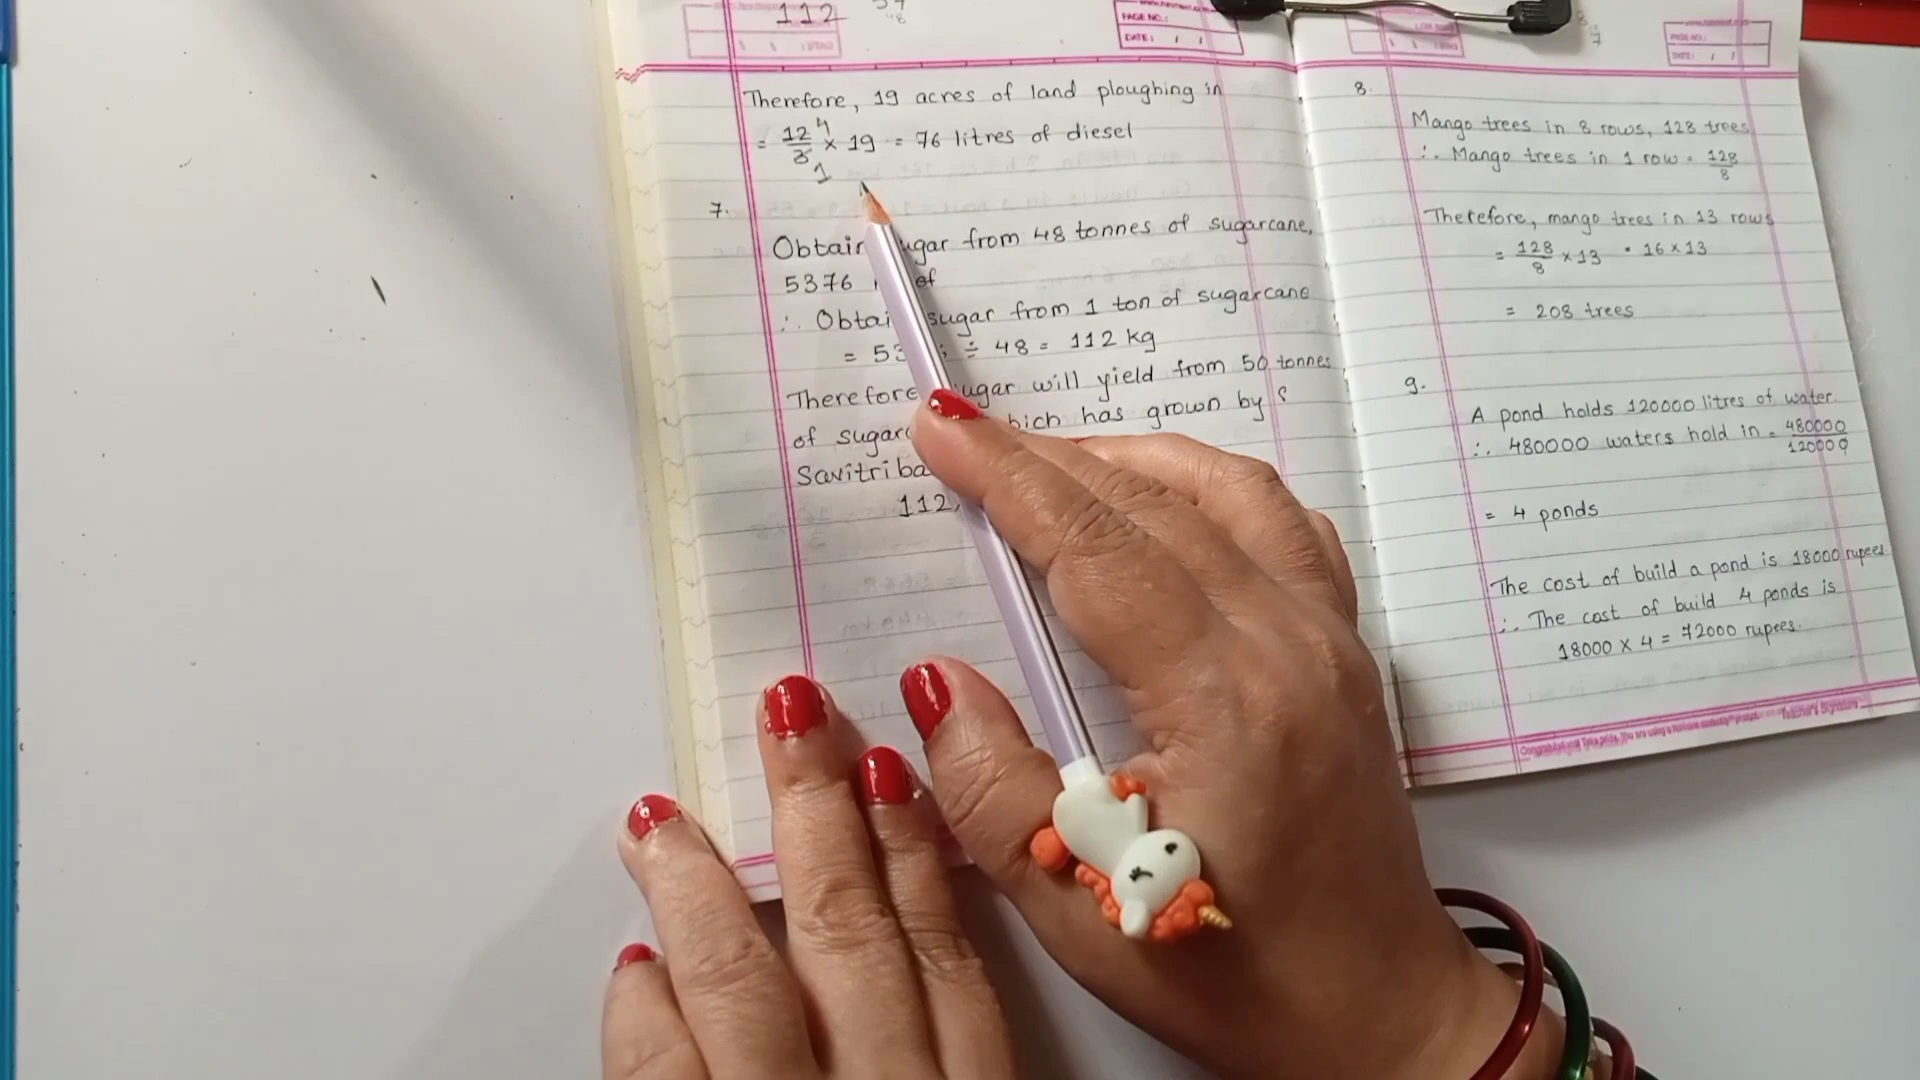 112
PAGE NO.:
DATE: / /
Therefore, 19 acres of land ploughing in
= 12/3 4 × 19 = 76 litres of diesel
1
7.
Obtain sugar from 48 tonnes of sugarcane,
5376 of
∴ Obtai sugar from 1 ton of sugarcane
= 53 ÷ 48 = 112 kg
Therefore sugar will yield from 50 tonnes
of sugarc which has grown by
Savitriba
112
8.
Mango trees in 8 rows, 128 trees
∴ Mango trees in 1 row = 128/8
Therefore, mango trees in 13 rows
= 128/8 × 13 = 16 × 13
= 208 trees
9.
A pond holds 120000 litres of water.
∴ 480000 waters hold in = 480000/120000
= 4 ponds
The cost of build a pond is 18000 rupees
∴ The cost of build 4 ponds is
18000 × 4 = 72000 rupees.
Teacher's Signature